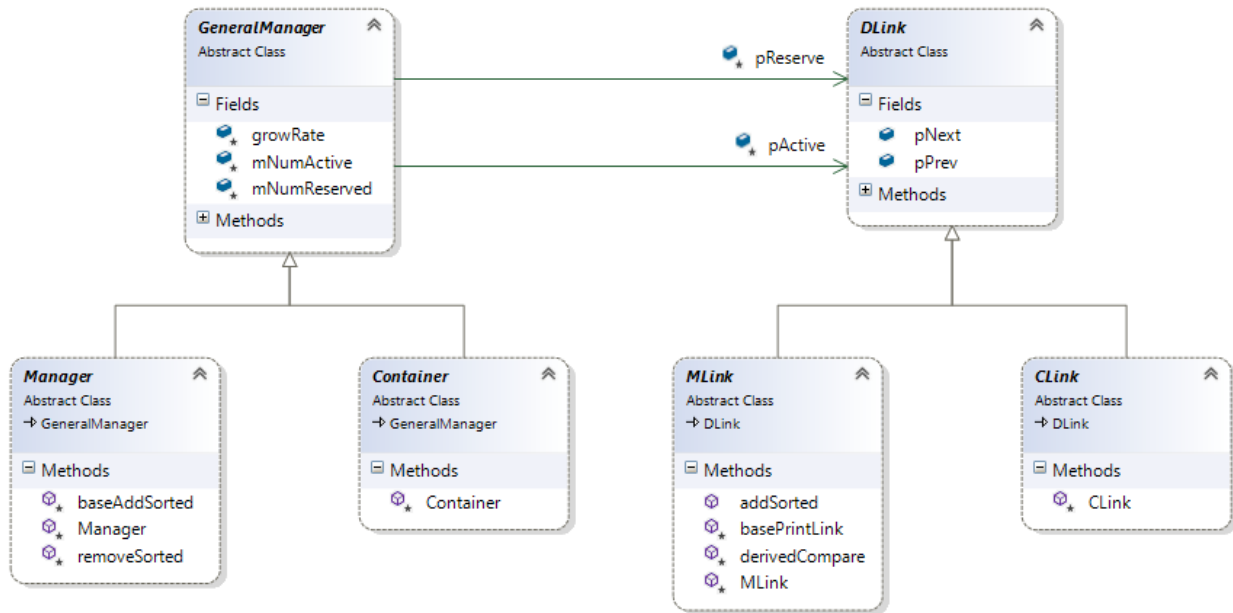 GeneralManager
Abstract Class
Fields
growRate
mNumActive
mNumReserved
Methods
pReserve
pActive
DLink
Abstract Class
Fields
pNext
pPrev
Methods
Manager
Abstract Class
GeneralManager
Methods
baseAddSorted
Manager
removeSorted
Container
Abstract Class
GeneralManager
Methods
Container
MLink
Abstract Class
DLink
Methods
addSorted
basePrintLink
derivedCompare
MLink
CLink
Abstract Class
DLink
Methods
CLink